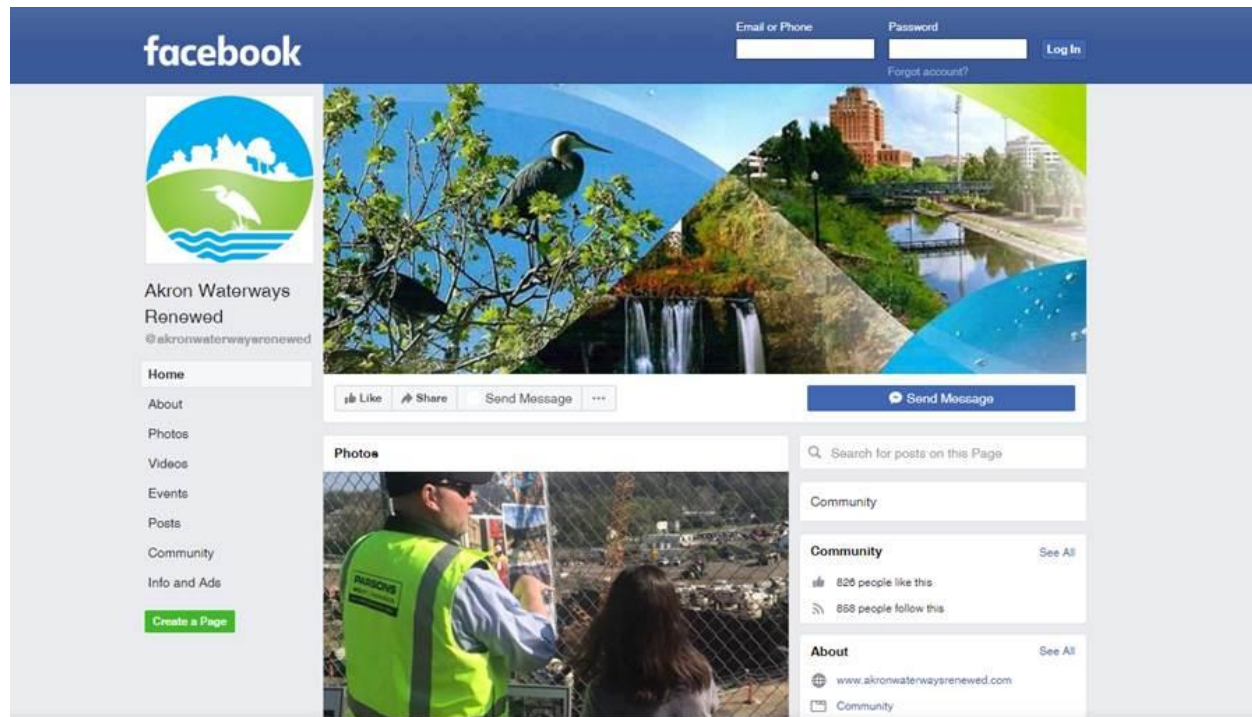 Email or Phone
Password
facebook
Log In
Forgot account?
Akron Waterways
Renewed
@akronwaterwaysrenewed
Home
About
Photos
Videos
Events
Posts
Community
Info and Ads
Create a Page
Like
Share
Send Message
Send Message
Photos
PARSONS
Search for posts on this Page
Community
Community
See All
826 people like this
858 people follow this
About
See All
www.akronwaterwaysrenewed.com
Community